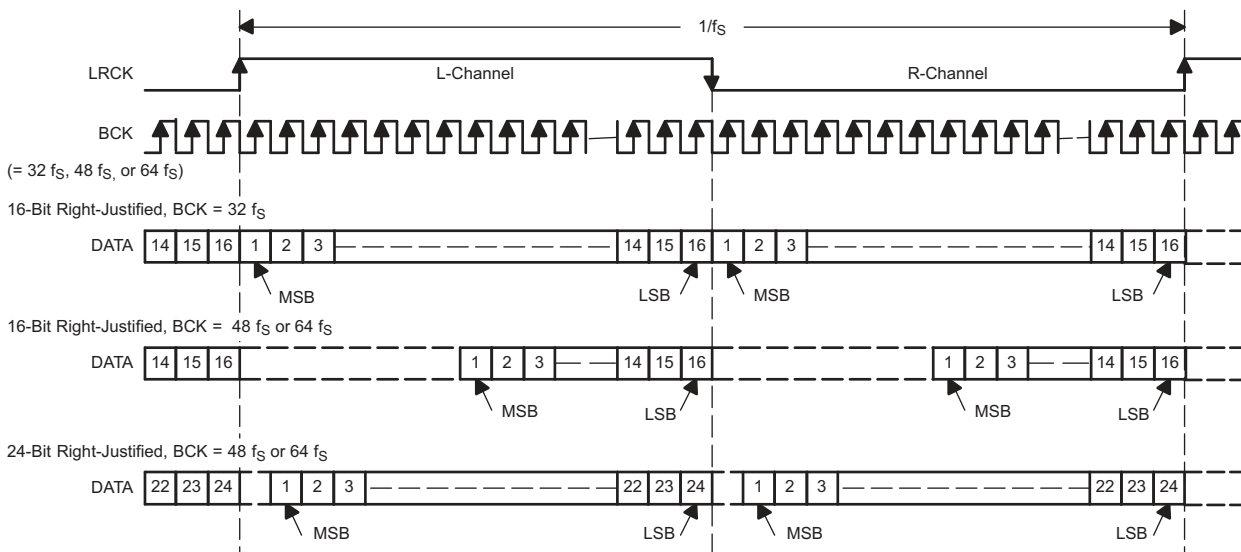 1/fS
LRCK
L-Channel
R-Channel
BCK
(= 32 fS, 48 fS, or 64 fS)
16-Bit Right-Justified, BCK = 32 fS
DATA 14 15 16 1 2 3 14 15 16 1 2 3 14 15 16
MSB LSB MSB LSB
16-Bit Right-Justified, BCK = 48 fS or 64 fS
DATA 14 15 16 1 2 3 14 15 16 1 2 3 14 15 16
MSB LSB MSB LSB
24-Bit Right-Justified, BCK = 48 fS or 64 fS
DATA 22 23 24 1 2 3 22 23 24 1 2 3 22 23 24
MSB LSB MSB LSB